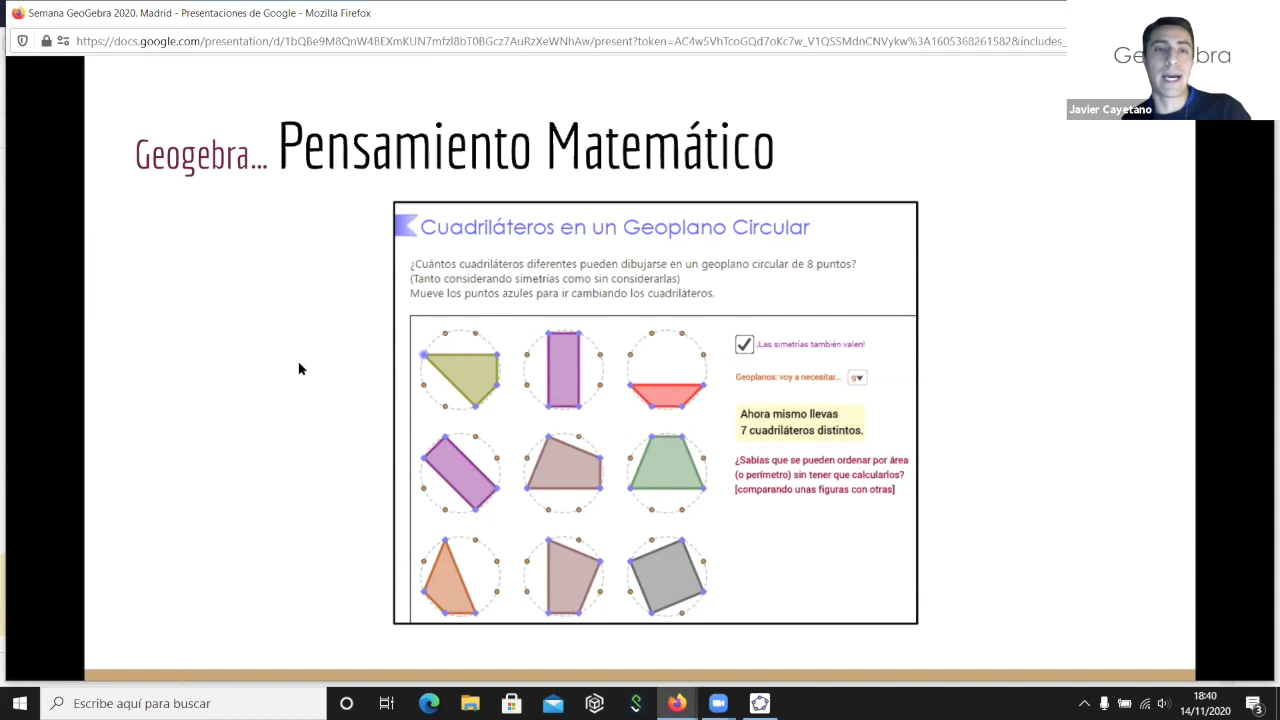 Semana GeoGebra 2020. Madrid - Presentaciones de Google - Mozilla Firefox
Javier Cayetano
Geogebra... Pensamiento Matemático
Cuadriláteros en un Geoplano Circular
¿Cuántos cuadriláteros diferentes pueden dibujarse en un geoplano circular de 8 puntos?
(Tanto considerando simetrías como sin considerarlas)
Mueve los puntos azules para ir cambiando los cuadriláteros.
¡Las simetrías también valen!
Geoplanos: voy a necesitar... 9
Ahora mismo llevas
7 cuadriláteros distintos.
¿Sabías que se pueden ordenar por área
(o perímetro) sin tener que calcularlos?
[comparando unas figuras con otras]
Escribe aquí para buscar
18:40
14/11/2020
3